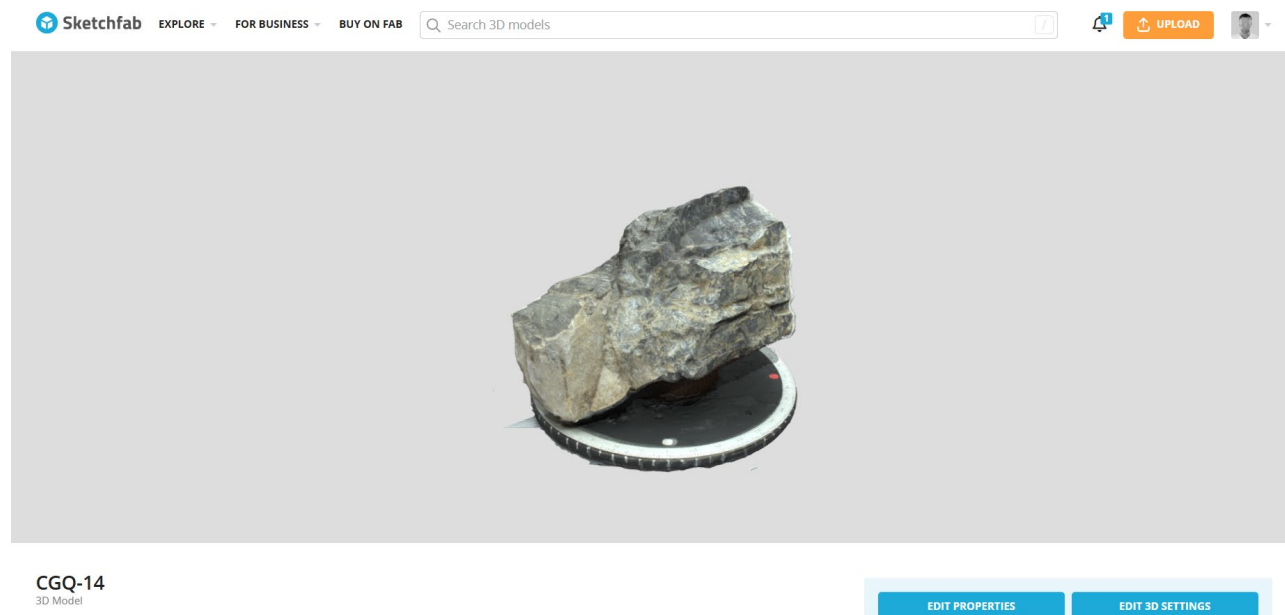 Sketchfab EXPLORE FOR BUSINESS BUY ON FAB Search 3D models / 1 UPLOAD
CGQ-14
3D Model
EDIT PROPERTIES EDIT 3D SETTINGS